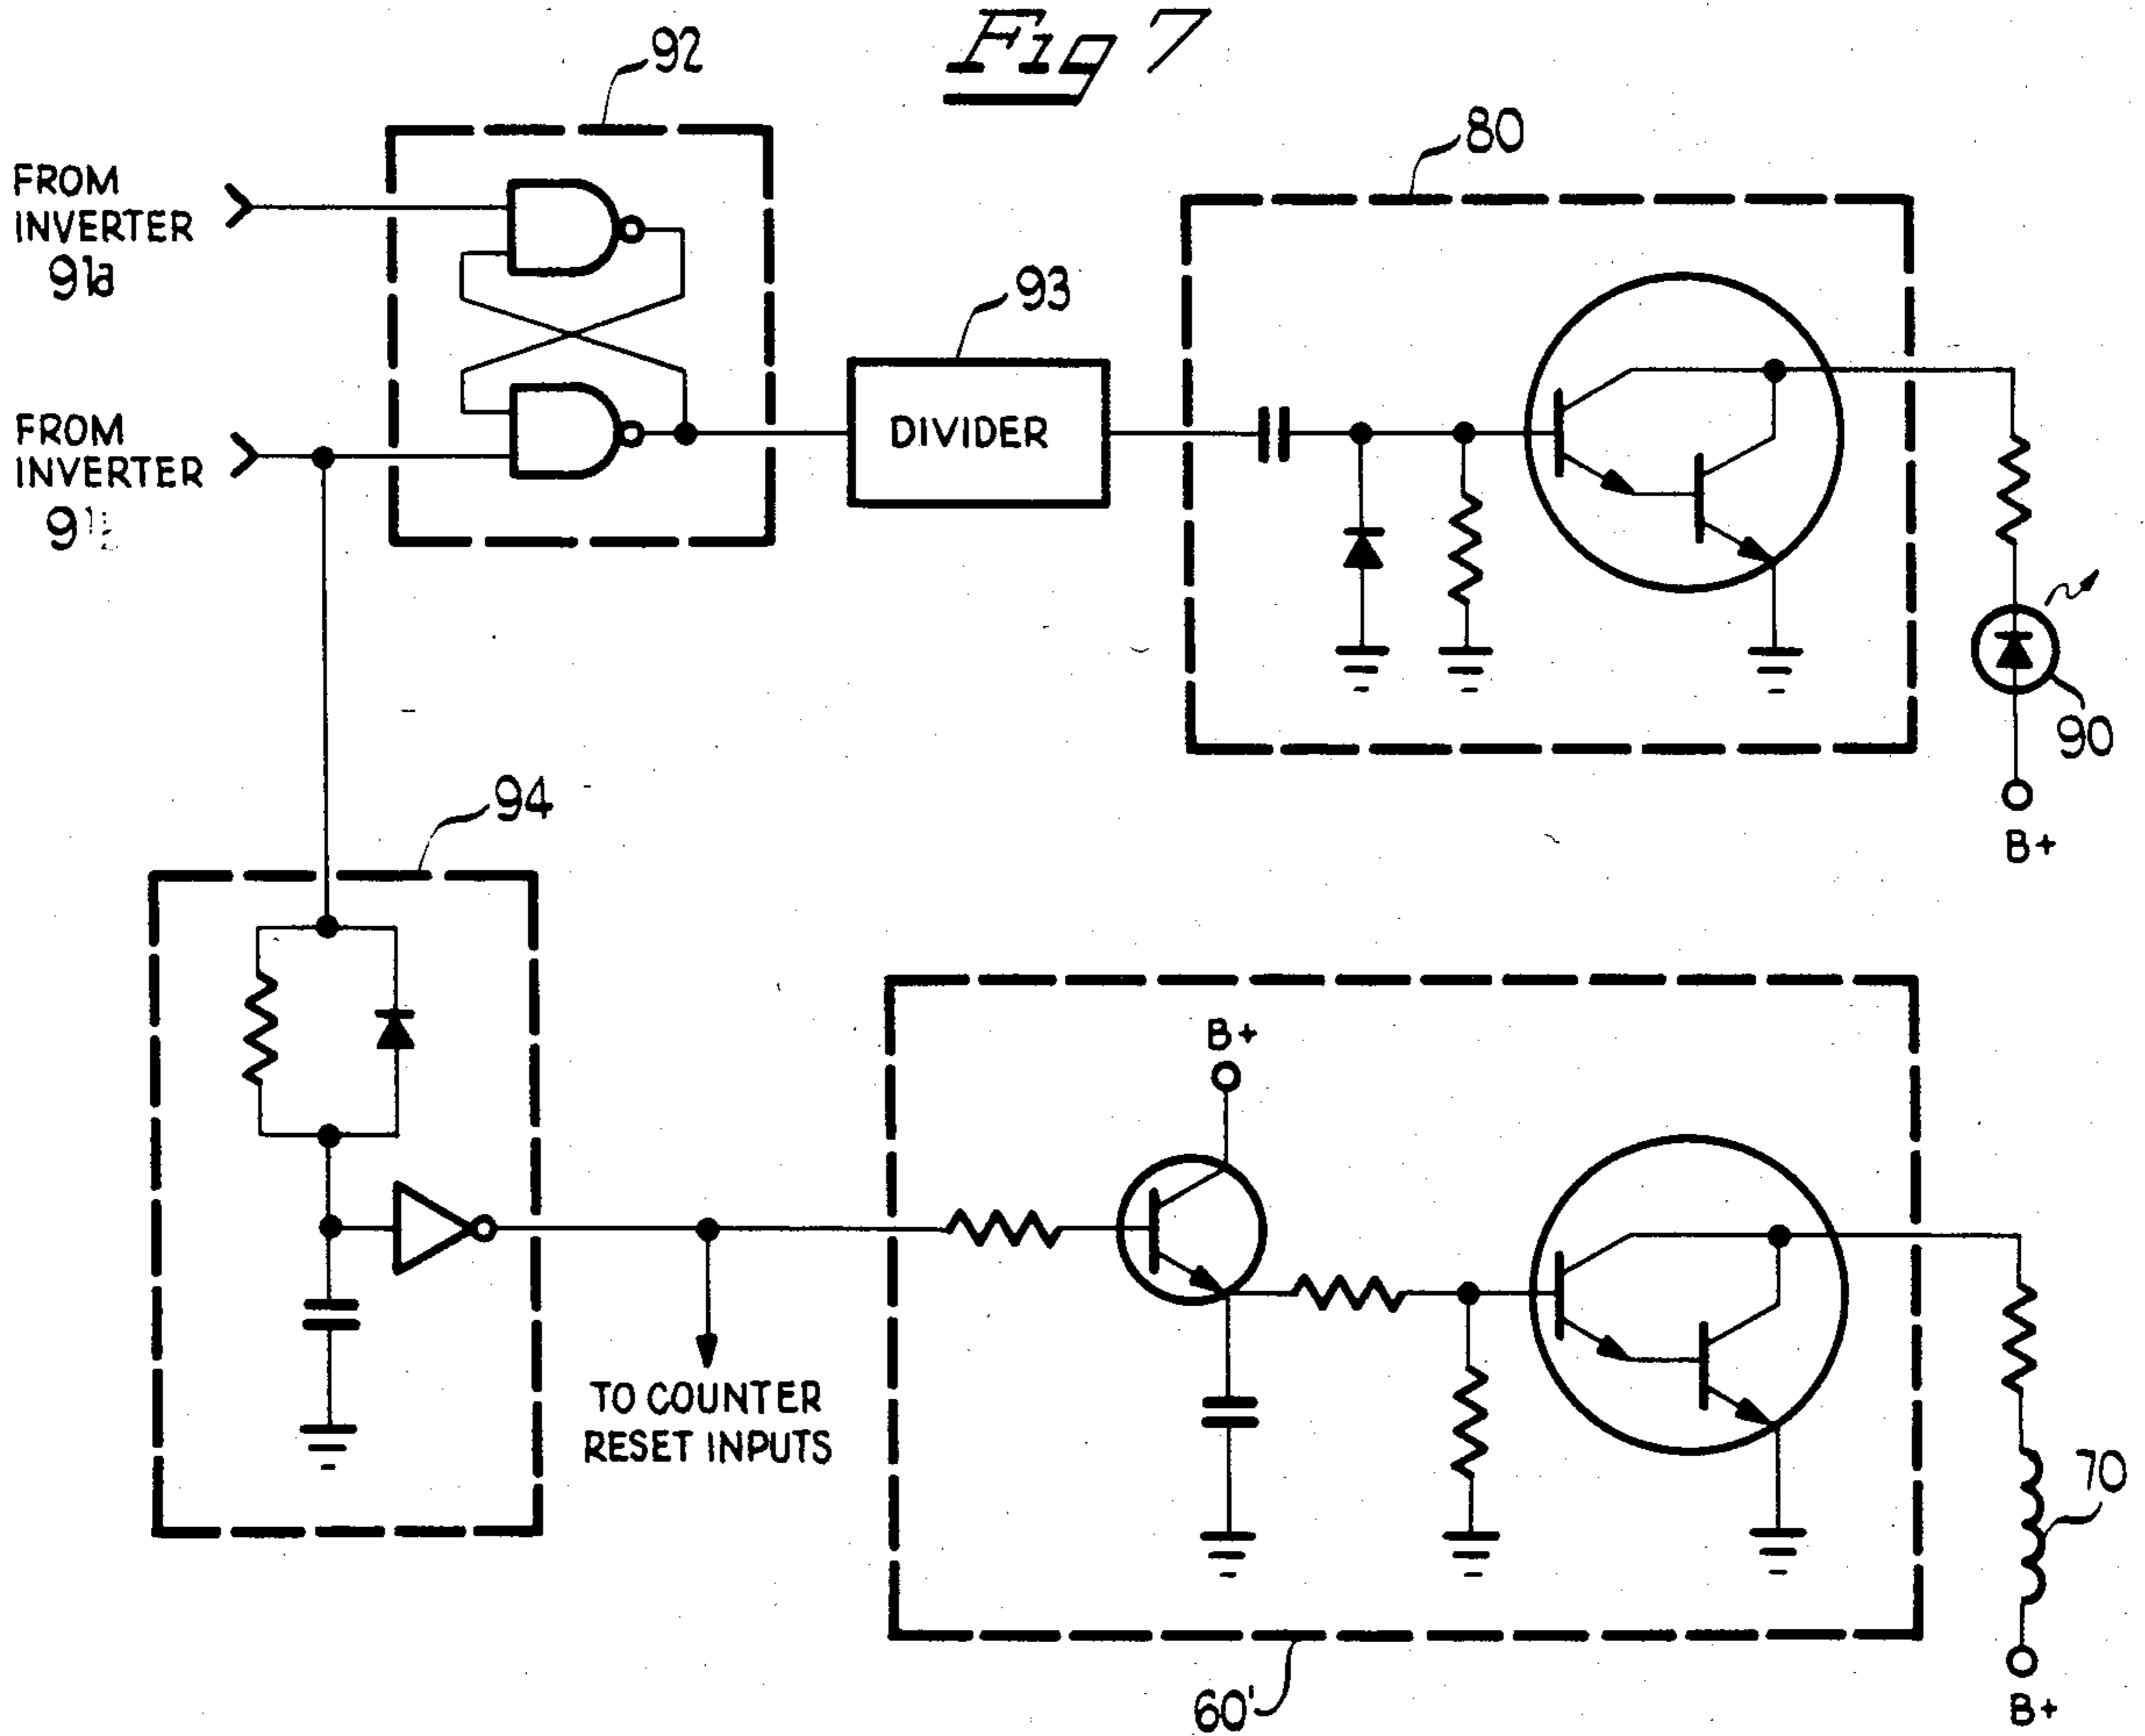 Fig 7
92
80
FROM
INVERTER
91a
93
FROM
INVERTER
DIVIDER
90
B+
94
B+
TO COUNTER
RESET INPUTS
70
60'
B+